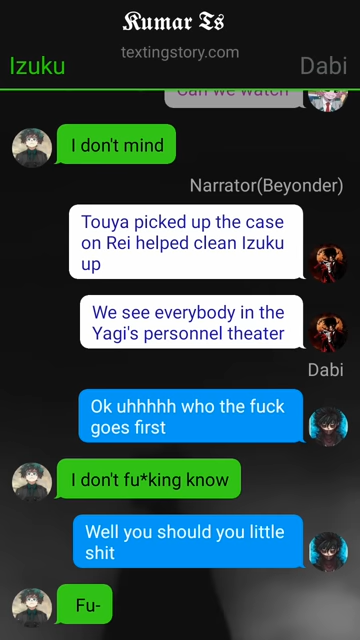 Kumar Ts
textingstory.com
Izuku
Dabi
Can we watch
I don't mind
Narrator(Beyonder)
Touya picked up the case
on Rei helped clean Izuku
up
We see everybody in the
Yagi's personnel theater
Dabi
Ok uhhhhh who the fuck
goes first
I don't fu*king know
Well you should you little
shit
Fu-